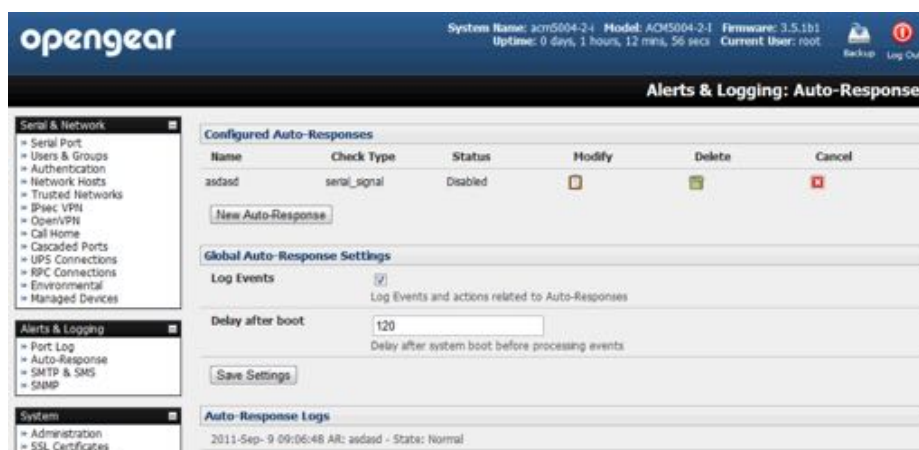 opengear
System Name: acm5004-2-i Model: ACM5004-2-I Firmware: 3.5.1b1
Uptime: 0 days, 1 hours, 12 mins, 56 secs Current User: root
Backup
Log Ou
Alerts & Logging: Auto-Response
Serial & Network
» Serial Port
» Users & Groups
» Authentication
» Network Hosts
» Trusted Networks
» IPsec VPN
» OpenVPN
» Call Home
» Cascaded Ports
» UPS Connections
» RPC Connections
» Environmental
» Managed Devices
Alerts & Logging
» Port Log
» Auto-Response
» SMTP & SMS
» SNMP
System
» Administration
» SSL Certificates
Configured Auto-Responses
Name Check Type Status Modify Delete Cancel
asdasd serial_signal Disabled
New Auto-Response
Global Auto-Response Settings
Log Events
Log Events and actions related to Auto-Responses
Delay after boot 120
Delay after system boot before processing events
Save Settings
Auto-Response Logs
2011-Sep- 9 09:06:48 AR: asdasd - State: Normal